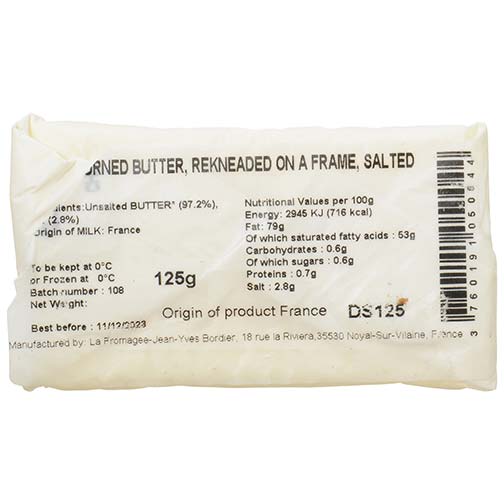 URNED BUTTER, REKNEADED ON A FRAME, SALTED
dients:Unsalted BUTTER* (97.2%),
(2.8%)
Origin of MILK: France
To be kept at 0°C
or Frozen at 0°C
Batch number : 108
Net Weight:
125g
Best before : 11/12/2023
Nutritional Values per 100g
Energy: 2945 KJ (716 kcal)
Fat: 79g
Of which saturated fatty acids : 53g
Carbohydrates : 0.6g
Of which sugars : 0.6g
Proteins : 0.7g
Salt : 2.8g
Origin of product France
DS125
Manufactured by: La Fromagée-Jean-Yves Bordier, 18 rue la Riviera,35530 Noyal-Sur-Vilaine, France
3760191050644